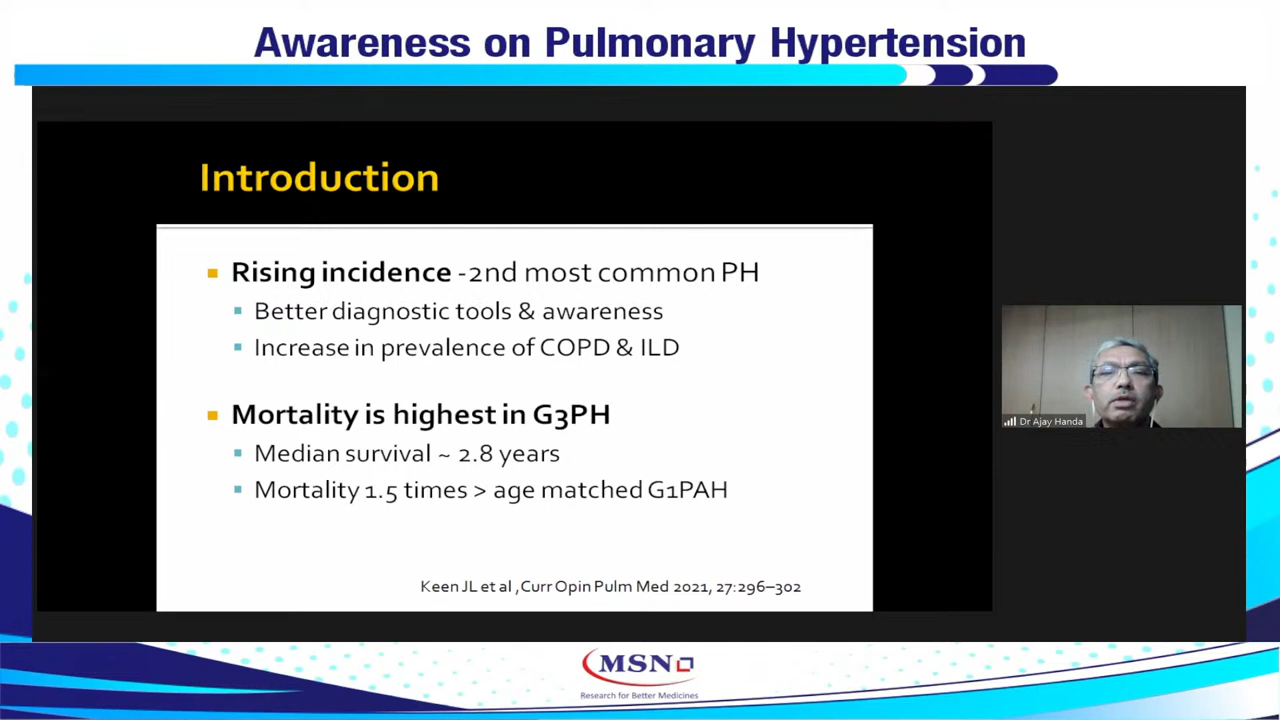 Awareness on Pulmonary Hypertension
Introduction
Rising incidence -2nd most common PH
Better diagnostic tools & awareness
Increase in prevalence of COPD & ILD
Mortality is highest in G3PH
Median survival ~ 2.8 years
Mortality 1.5 times > age matched G1PAH
Keen JL et al ,Curr Opin Pulm Med 2021, 27:296–302
Dr Ajay Handa
MSN
Research for Better Medicines